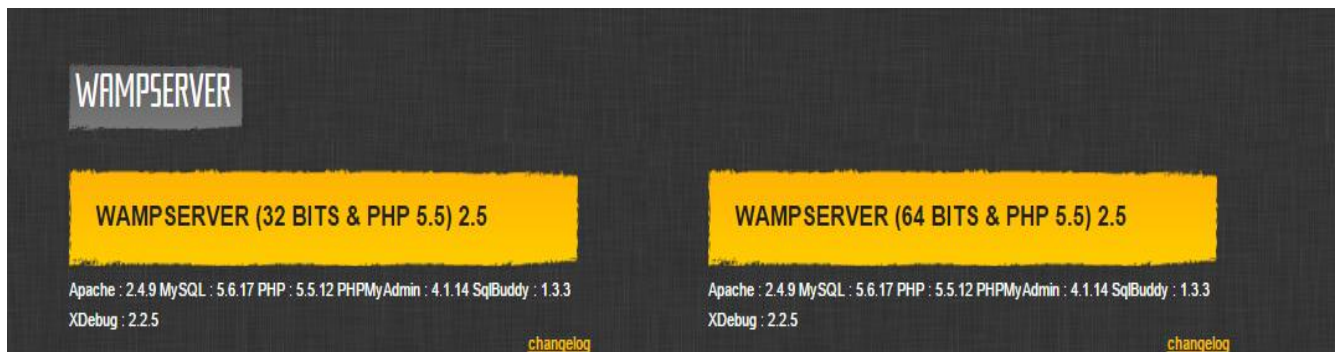 WAMPSERVER
WAMPSERVER (32 BITS & PHP 5.5) 2.5
Apache : 2.4.9 MySQL : 5.6.17 PHP : 5.5.12 PHPMyAdmin : 4.1.14 SqlBuddy : 1.3.3
XDebug : 2.2.5
changelog
WAMPSERVER (64 BITS & PHP 5.5) 2.5
Apache : 2.4.9 MySQL : 5.6.17 PHP : 5.5.12 PHPMyAdmin : 4.1.14 SqlBuddy : 1.3.3
XDebug : 2.2.5
changelog